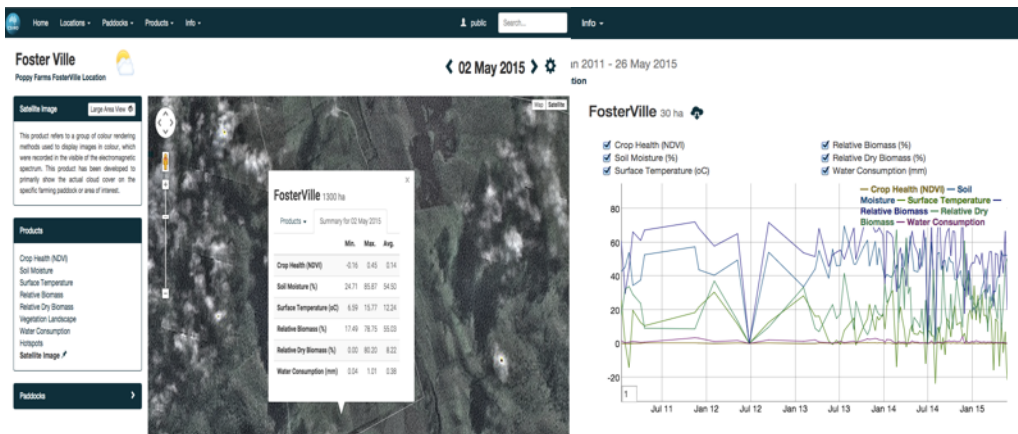 Home Locations Paddocks Products Info public Search...
Foster Ville
Poppy Farms FosterVille Location
02 May 2015
Satellite Image Large Area View
This product refers to a group of colour rendering
methods used to display images in colour, which
were recorded in the visible of the electromagnetic
spectrum. This product has been developed to
primarily show the actual cloud cover on the
specific farming paddock or area of interest.
Products
Crop Health (NDVI)
Soil Moisture
Surface Temperature
Relative Biomass
Relative Dry Biomass
Vegetation Landscape
Water Consumption
Hotspots
Satellite Image
Paddocks
Map Satellite
FosterVille 1300 ha
Products Summary for 02 May 2015
Min. Max. Avg.
Crop Health (NDVI) -0.16 0.45 0.14
Soil Moisture (%) 24.71 65.87 54.50
Surface Temperature (oC) 6.59 15.77 12.24
Relative Biomass (%) 17.49 78.75 55.03
Relative Dry Biomass (%) 0.00 80.20 8.22
Water Consumption (mm) 0.04 1.01 0.38
Info
n 2011 - 26 May 2015
tion
FosterVille 30 ha
Crop Health (NDVI) Relative Biomass (%)
Soil Moisture (%) Relative Dry Biomass (%)
Surface Temperature (oC) Water Consumption (mm)
— Crop Health (NDVI) — Soil
Moisture — Surface Temperature —
Relative Biomass — Relative Dry
Biomass — Water Consumption
80
60
40
20
0
-20
1
Jul 11 Jan 12 Jul 12 Jan 13 Jul 13 Jan 14 Jul 14 Jan 15